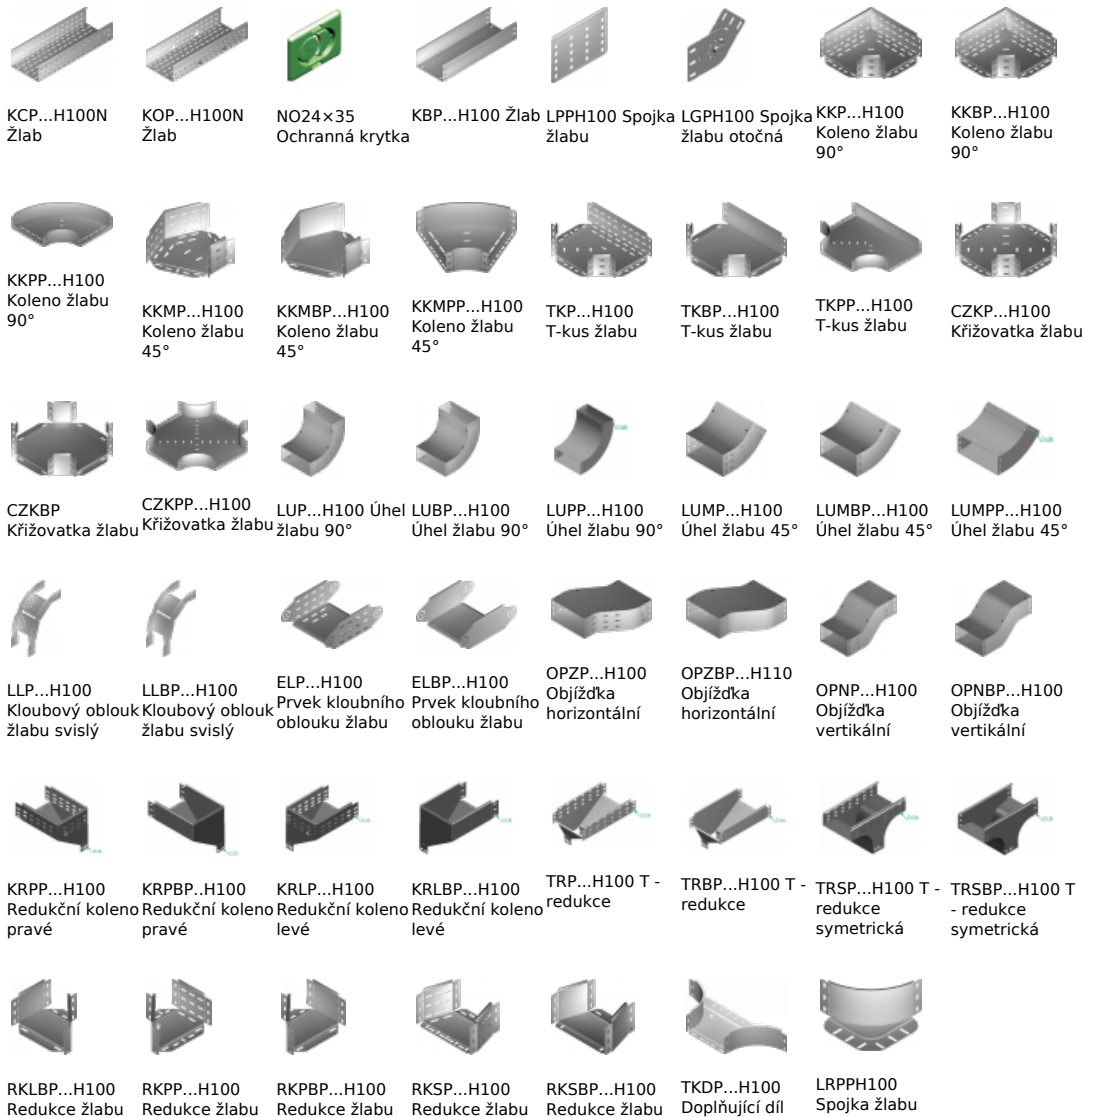 KCP...H100N
Žlab
KOP...H100N
Žlab
NO24×35
Ochranná krytka
KBP...H100 Žlab
LPPH100 Spojka
žlabu
LGPH100 Spojka
žlabu otočná
KKP...H100
Koleno žlabu
90°
KKBP...H100
Koleno žlabu
90°
KKPP...H100
Koleno žlabu
90°
KKMP...H100
Koleno žlabu
45°
KKMBP...H100
Koleno žlabu
45°
KKMPP...H100
Koleno žlabu
45°
TKP...H100
T-kus žlabu
TKBP...H100
T-kus žlabu
TKPP...H100
T-kus žlabu
CZKP...H100
Křižovatka žlabu
CZKBP
Křižovatka žlabu
CZKPP...H100
Křižovatka žlabu
LUP...H100 Úhel
žlabu 90°
LUBP...H100
Úhel žlabu 90°
LUPP...H100
Úhel žlabu 90°
LUMP...H100
Úhel žlabu 45°
LUMBP...H100
Úhel žlabu 45°
LUMPP...H100
Úhel žlabu 45°
LLP...H100
Kloubový oblouk
žlabu svislý
LLBP...H100
Kloubový oblouk
žlabu svislý
ELP...H100
Prvek kloubního
oblouku žlabu
ELBP...H100
Prvek kloubního
oblouku žlabu
OPZP...H100
Objížďka
horizontální
OPZBP...H110
Objížďka
horizontální
OPNP...H100
Objížďka
vertikální
OPNBP...H100
Objížďka
vertikální
KRPP...H100
Redukční koleno
pravé
KRPBP..H100
Redukční koleno
pravé
KRLP...H100
Redukční koleno
levé
KRLBP...H100
Redukční koleno
levé
TRP...H100 T -
redukce
TRBP...H100 T -
redukce
TRSP...H100 T -
redukce
symetrická
TRSBP...H100 T
- redukce
symetrická
RKLBP...H100
Redukce žlabu
RKPP...H100
Redukce žlabu
RKPBP...H100
Redukce žlabu
RKSP...H100
Redukce žlabu
RKSBP...H100
Redukce žlabu
TKDP...H100
Doplňující díl
LRPPH100
Spojka žlabu